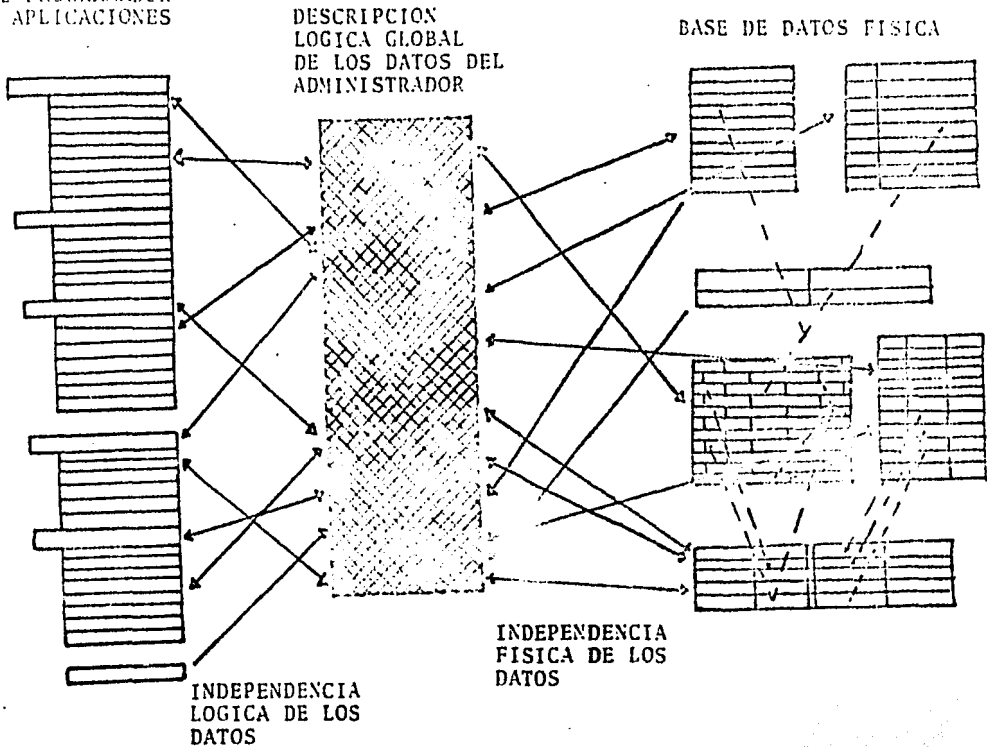 APLICACIONES
DESCRIPCION
LOGICA GLOBAL
DE LOS DATOS DEL
ADMINISTRADOR
BASE DE DATOS FISICA
INDEPENDENCIA
FISICA DE LOS
DATOS
INDEPENDENCIA
LOGICA DE LOS
DATOS